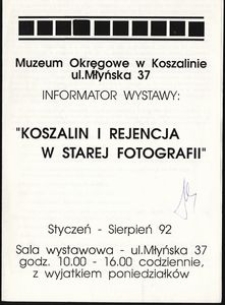 Muzeum Okręgowe w Koszalinie
ul.Młyńska 37
INFORMATOR WYSTAWY:
"KOSZALIN I REJENCJA
W STAREJ FOTOGRAFII"
Styczeń - Sierpień 92
Sala wystawowa - ul.Młyńska 37
godz. 10.00 - 16.00 codziennie,
z wyjątkiem poniedziałków